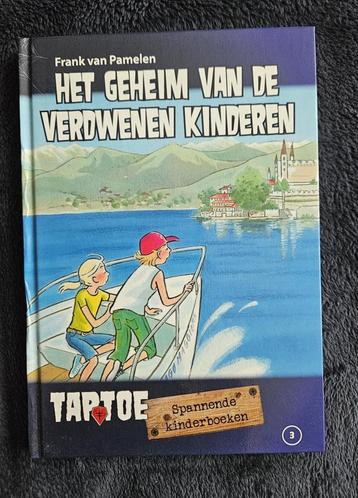 Frank van Pamelen
HET GEHEIM VAN DE
VERDWENEN KINDEREN
TAPTOE
Spannende
kinderboeken
3